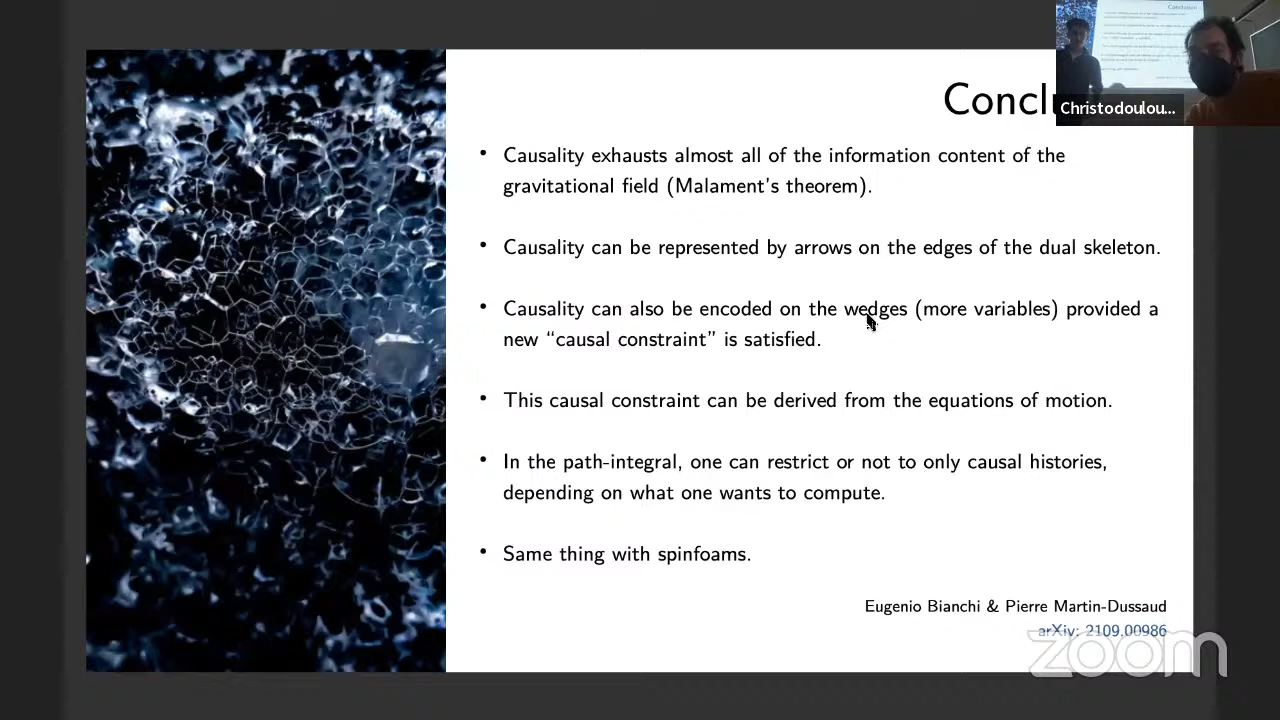 Conclu
Christodoulou...
• Causality exhausts almost all of the information content of the
gravitational field (Malament's theorem).
• Causality can be represented by arrows on the edges of the dual skeleton.
• Causality can also be encoded on the wedges (more variables) provided a
new “causal constraint” is satisfied.
• This causal constraint can be derived from the equations of motion.
• In the path-integral, one can restrict or not to only causal histories,
depending on what one wants to compute.
• Same thing with spinfoams.
Eugenio Bianchi & Pierre Martin-Dussaud
arXiv: 2109.00986
zoom